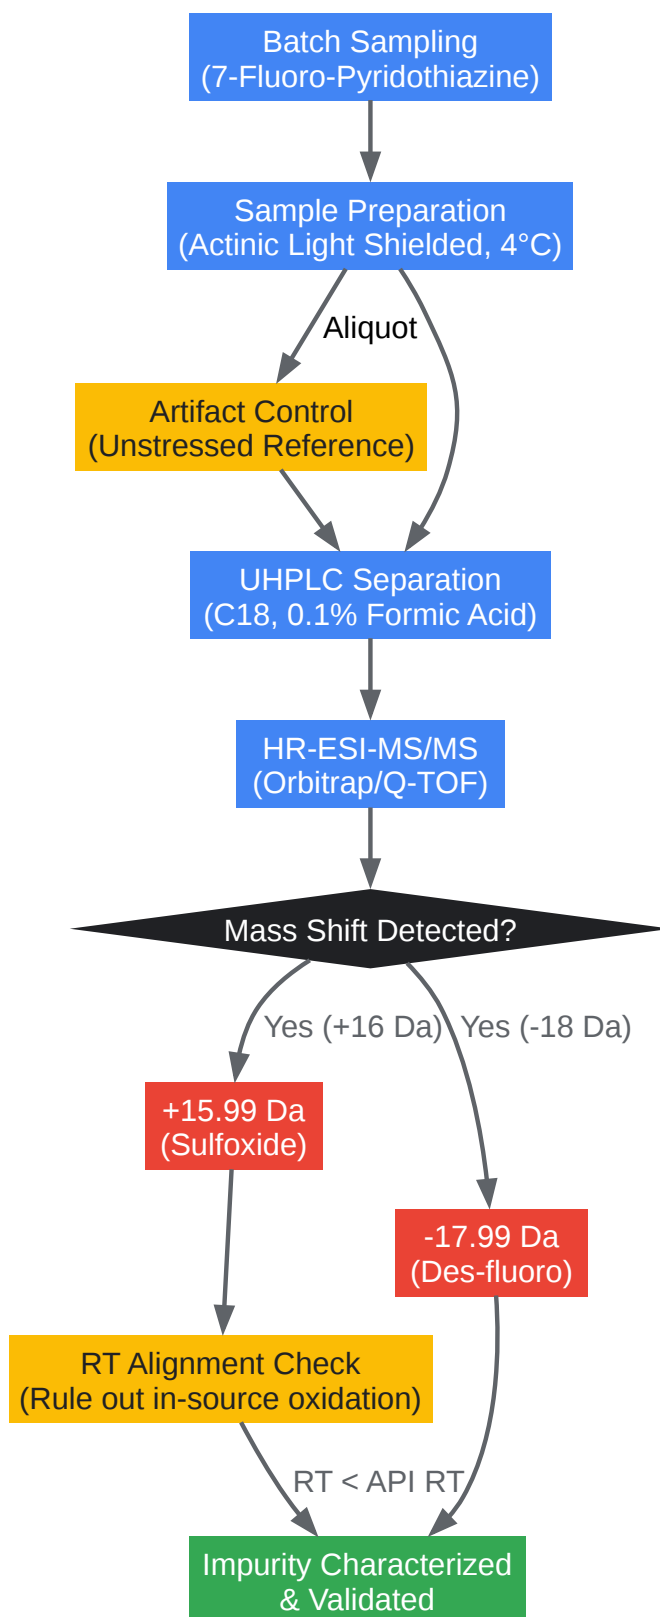 Batch Sampling
(7-Fluoro-Pyridothiazine)
Sample Preparation
(Actinic Light Shielded, 4°C)
Aliquot
Artifact Control
(Unstressed Reference)
UHPLC Separation
(C18, 0.1% Formic Acid)
HR-ESI-MS/MS
(Orbitrap/Q-TOF)
Mass Shift Detected?
Yes (+16 Da)
Yes (-18 Da)
+15.99 Da
(Sulfoxide)
-17.99 Da
(Des-fluoro)
RT Alignment Check
(Rule out in-source oxidation)
RT < API RT
Impurity Characterized
& Validated